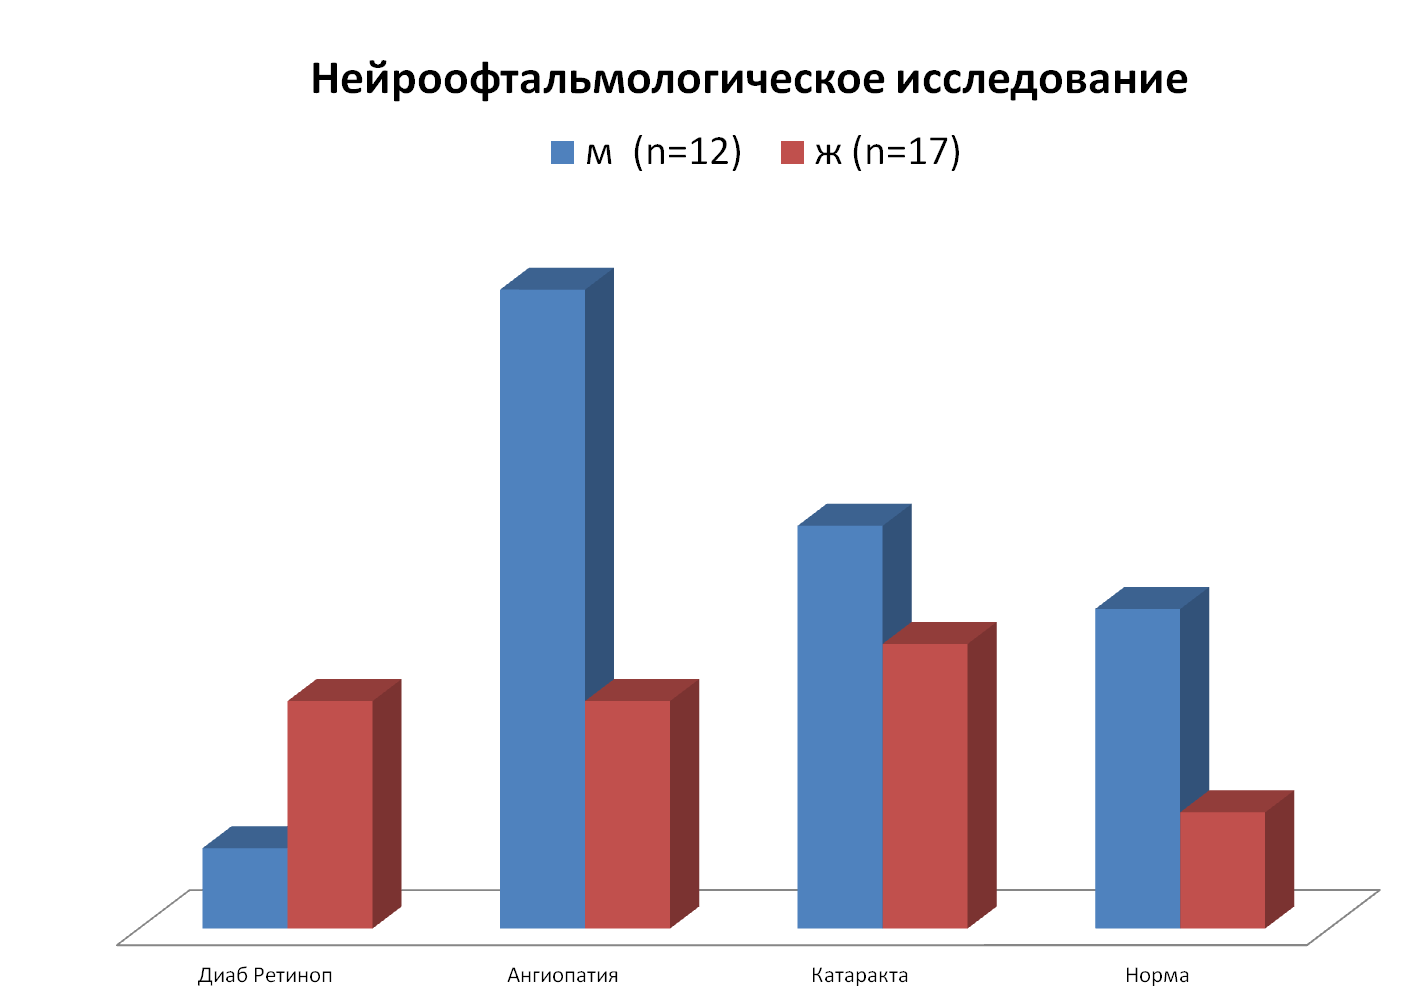 Нейроофтальмологическое исследование
м (n=12) ж (n=17)
Диаб Ретиноп Ангиопатия Катаракта Норма